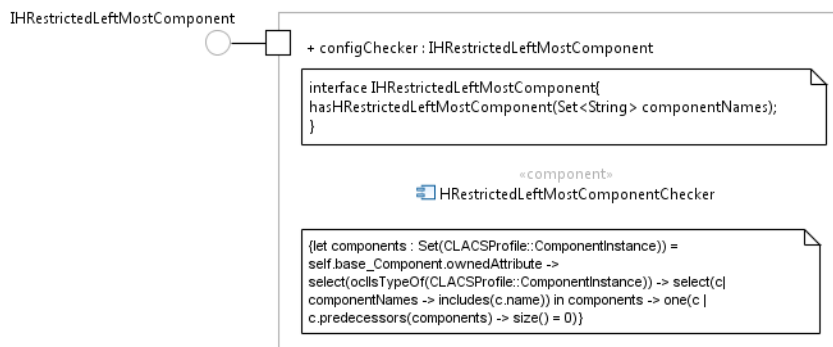 IHRestrictedLeftMostComponent
+ configChecker : IHRestrictedLeftMostComponent
interface IHRestrictedLeftMostComponent{
hasHRestrictedLeftMostComponent(Set<String> componentNames);
}
«component»
HRestrictedLeftMostComponentChecker
{let components : Set(CLACSProfile::ComponentInstance)) =
self.base_Component.ownedAttribute ->
select(oclIsTypeOf(CLACSProfile::ComponentInstance)) -> select(c|
componentNames -> includes(c.name)) in components -> one(c |
c.predecessors(components) -> size() = 0)}